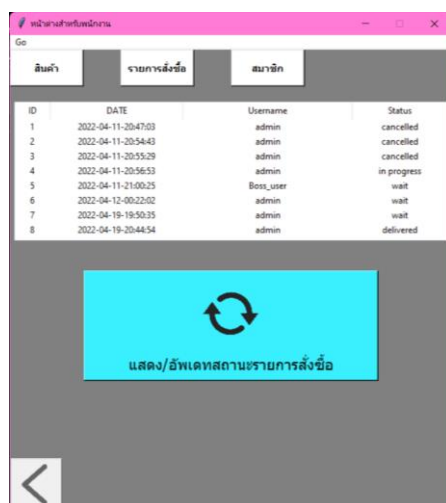 หน้าต่างสำหรับพนักงาน
Go
สินค้า รายการสั่งซื้อ สมาชิก
ID DATE Username Status
1 2022-04-11-20:47:03 admin cancelled
2 2022-04-11-20:54:43 admin cancelled
3 2022-04-11-20:55:29 admin cancelled
4 2022-04-11-20:56:53 admin in progress
5 2022-04-11-21:00:25 Boss_user wait
6 2022-04-12-00:22:02 admin wait
7 2022-04-19-19:50:35 admin wait
8 2022-04-19-20:44:54 admin delivered
แสดง/อัพเดทสถานะรายการสั่งซื้อ